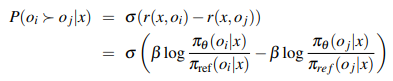 P(o_i ≻ o_j|x) = σ(r(x,o_i) − r(x,o_j))
= σ(β log π_θ(o_i|x)/π_ref(o_i|x) − β log π_θ(o_j|x)/π_ref(o_j|x))